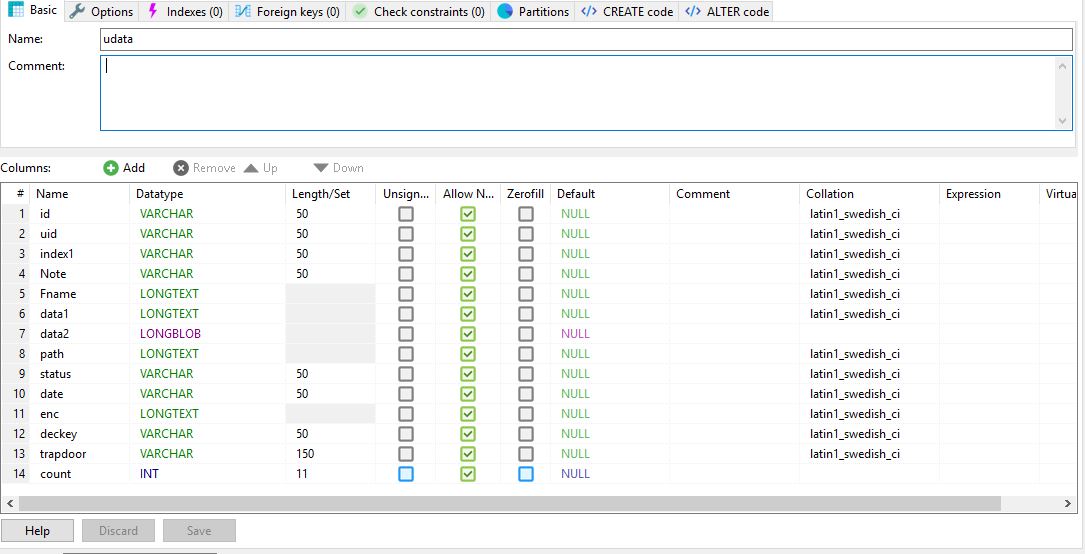 Basic Options Indexes (0) Foreign keys (0) Check constraints (0) Partitions </> CREATE code </> ALTER code
Name: udata
Comment:
Columns: Add Remove Up Down
# Name Datatype Length/Set Unsign... Allow N... Zerofill Default Comment Collation Expression Virtua
1 id VARCHAR 50 NULL latin1_swedish_ci
2 uid VARCHAR 50 NULL latin1_swedish_ci
3 index1 VARCHAR 50 NULL latin1_swedish_ci
4 Note VARCHAR 50 NULL latin1_swedish_ci
5 Fname LONGTEXT NULL latin1_swedish_ci
6 data1 LONGTEXT NULL latin1_swedish_ci
7 data2 LONGBLOB NULL
8 path LONGTEXT NULL latin1_swedish_ci
9 status VARCHAR 50 NULL latin1_swedish_ci
10 date VARCHAR 50 NULL latin1_swedish_ci
11 enc LONGTEXT NULL latin1_swedish_ci
12 deckey VARCHAR 50 NULL latin1_swedish_ci
13 trapdoor VARCHAR 150 NULL latin1_swedish_ci
14 count INT 11 NULL
Help Discard Save